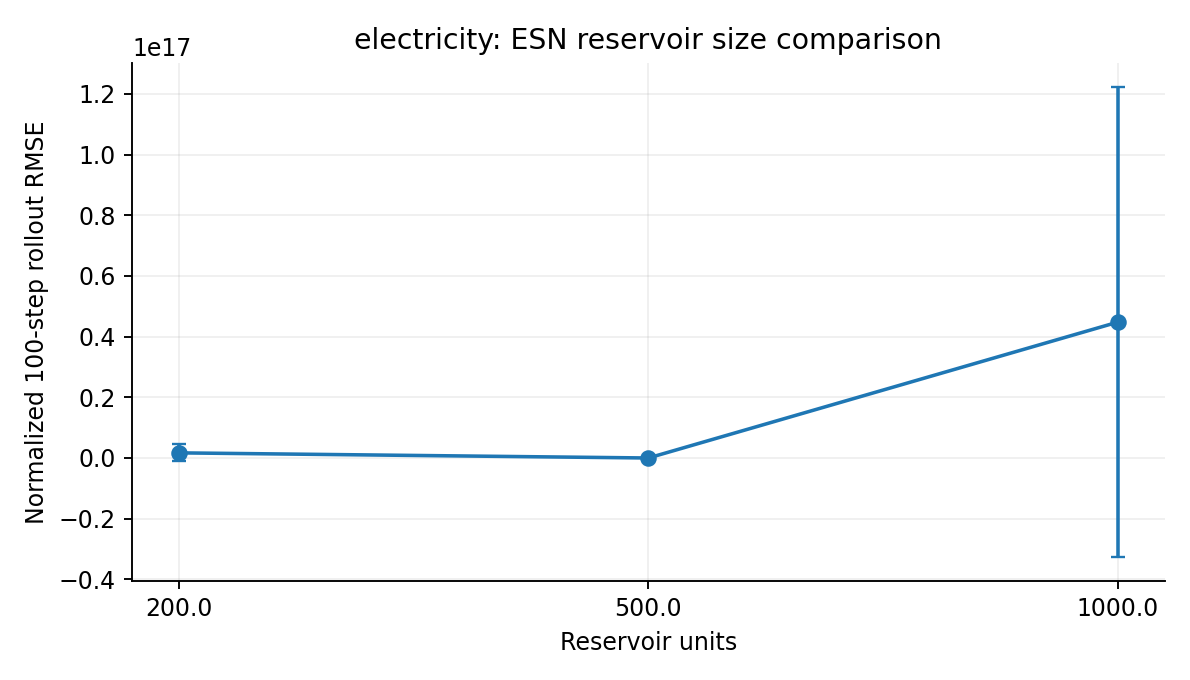 electricity: ESN reservoir size comparison
1e17
Normalized 100-step rollout RMSE
1.2
1.0
0.8
0.6
0.4
0.2
0.0
−0.2
−0.4
200.0 500.0 1000.0
Reservoir units